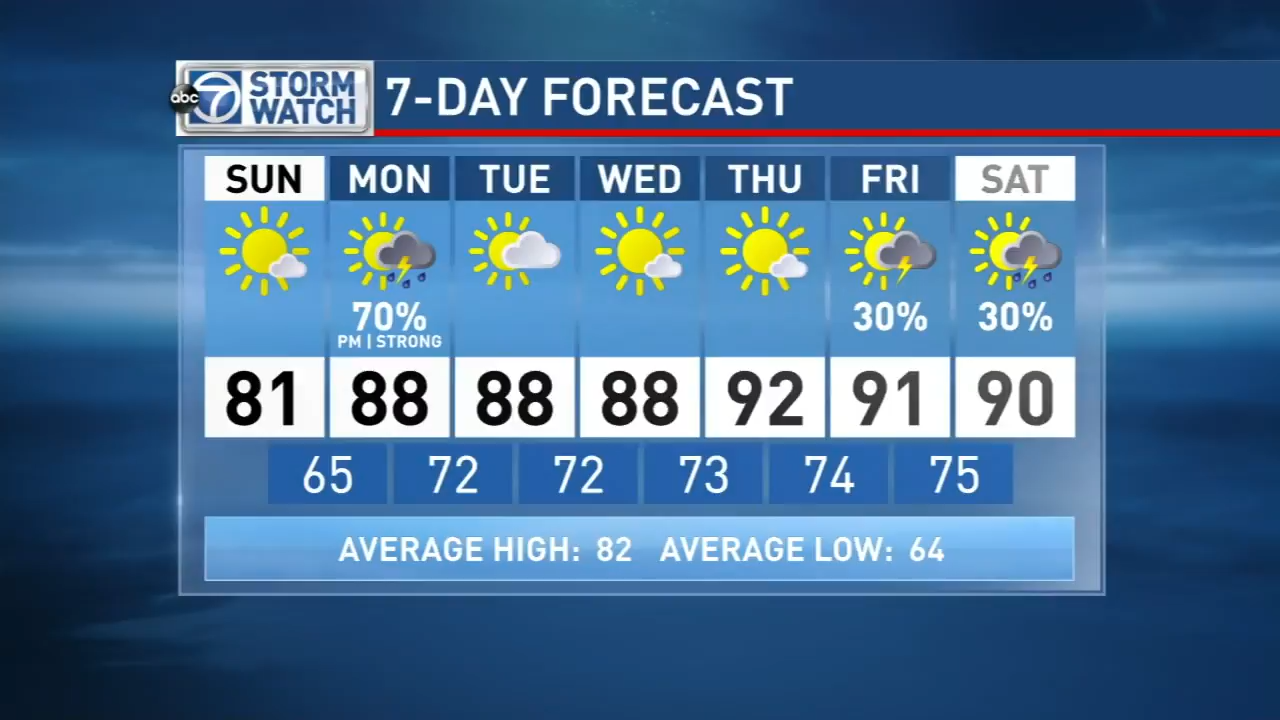 abc 7 STORM WATCH
7-DAY FORECAST
SUN MON TUE WED THU FRI SAT
70% 30% 30%
PM | STRONG
81 88 88 88 92 91 90
65 72 72 73 74 75
AVERAGE HIGH: 82 AVERAGE LOW: 64